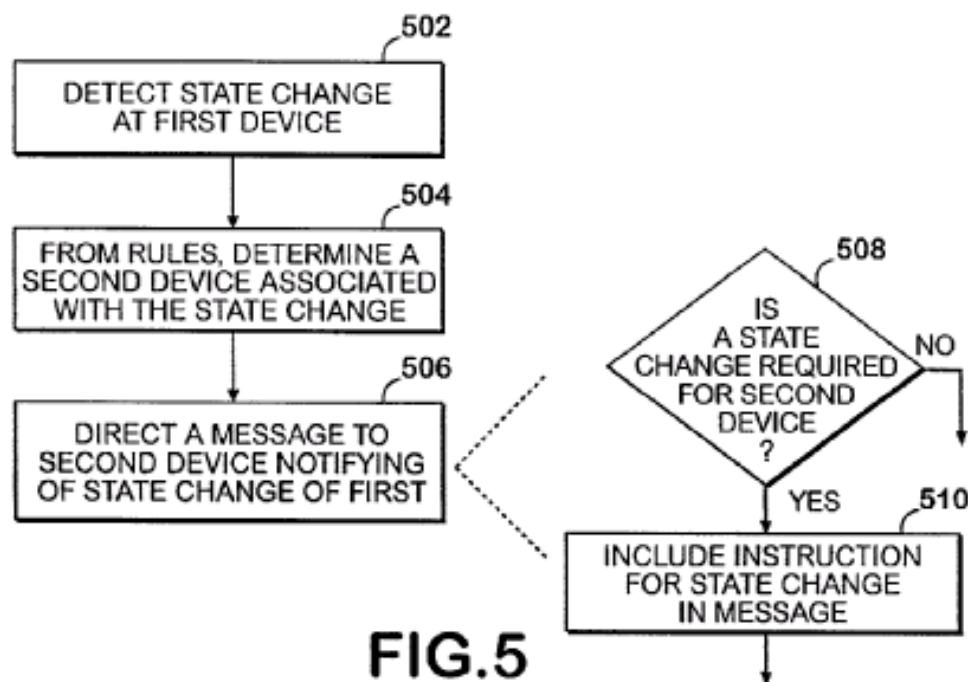 502
DETECT STATE CHANGE
AT FIRST DEVICE
504
FROM RULES, DETERMINE A
SECOND DEVICE ASSOCIATED
WITH THE STATE CHANGE
506
DIRECT A MESSAGE TO
SECOND DEVICE NOTIFYING
OF STATE CHANGE OF FIRST
508
IS
A STATE
CHANGE REQUIRED
FOR SECOND
DEVICE
?
NO
YES
510
INCLUDE INSTRUCTION
FOR STATE CHANGE
IN MESSAGE
FIG.5